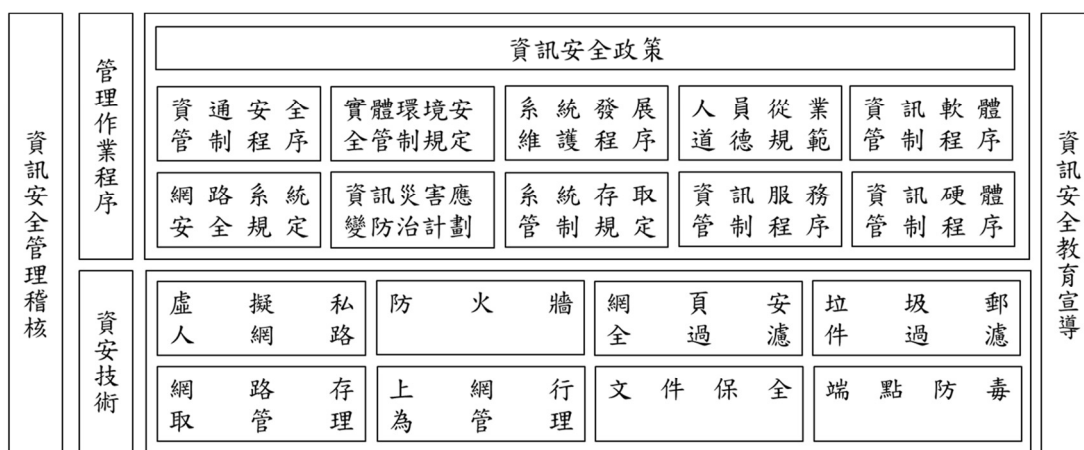 資訊安全管理稽核
管理作業程序
資訊安全政策
資通安全
管制程序
實體環境安
全管制規定
系統發展
維護程序
人員從業
道德規範
資訊軟體
管制程序
網路系統
安全規定
資訊災害應
變防治計劃
系統存取
管制規定
資訊服務
管制程序
資訊硬體
管制程序
資安技術
虛擬私
人網路
防火牆
網頁安
全過濾
垃圾郵
件過濾
網路存
取管理
上網行
為管理
文件保全
端點防毒
資訊安全教育宣導